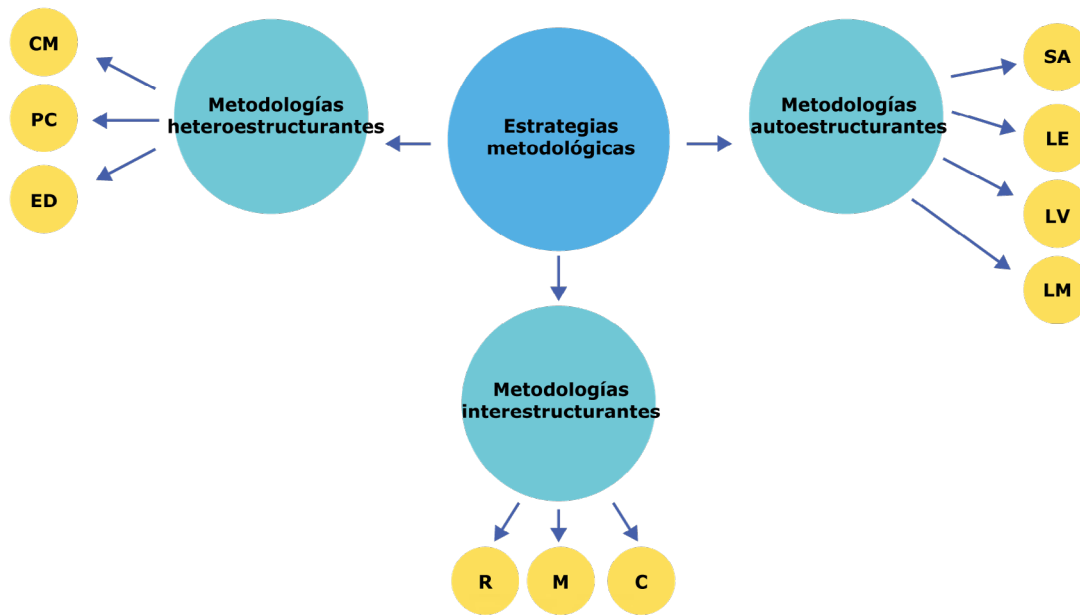 CM
PC
ED
Metodologías
heteroestructurantes
Estrategias
metodológicas
Metodologías
autoestructurantes
SA
LE
LV
LM
Metodologías
interestructurantes
R
M
C